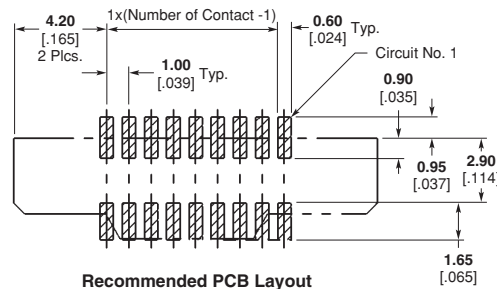 4.20
[.165]
2 Plcs.
1x(Number of Contact -1)
0.60 Typ.
[.024]
Circuit No. 1
1.00 Typ.
[.039]
0.90
[.035]
0.95
[.037]
2.90
[.114]
1.65
[.065]
Recommended PCB Layout